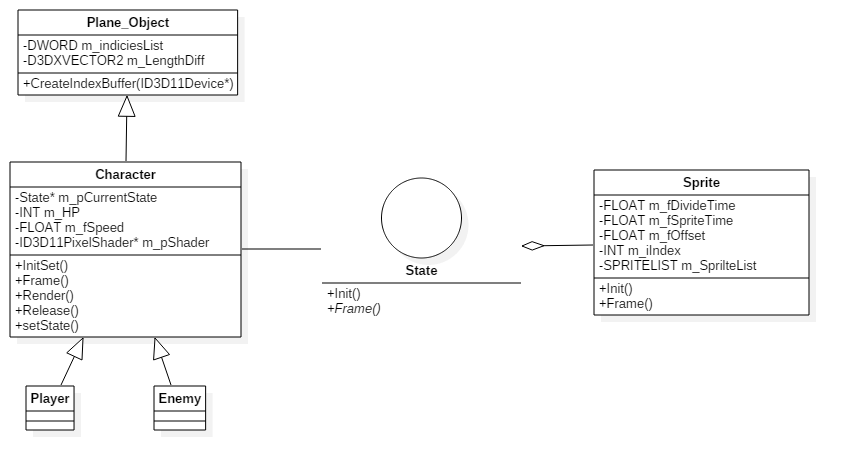 Plane_Object
-DWORD m_indiciesList
-D3DXVECTOR2 m_LengthDiff
+CreateIndexBuffer(ID3D11Device*)
Character
-State* m_pCurrentState
-INT m_HP
-FLOAT m_fSpeed
-ID3D11PixelShader* m_pShader
+InitSet()
+Frame()
+Render()
+Release()
+setState()
State
+Init()
+Frame()
Sprite
-FLOAT m_fDivideTime
-FLOAT m_fSpriteTime
-FLOAT m_fOffset
-INT m_iIndex
-SPRITELIST m_SprilteList
+Init()
+Frame()
Player
Enemy